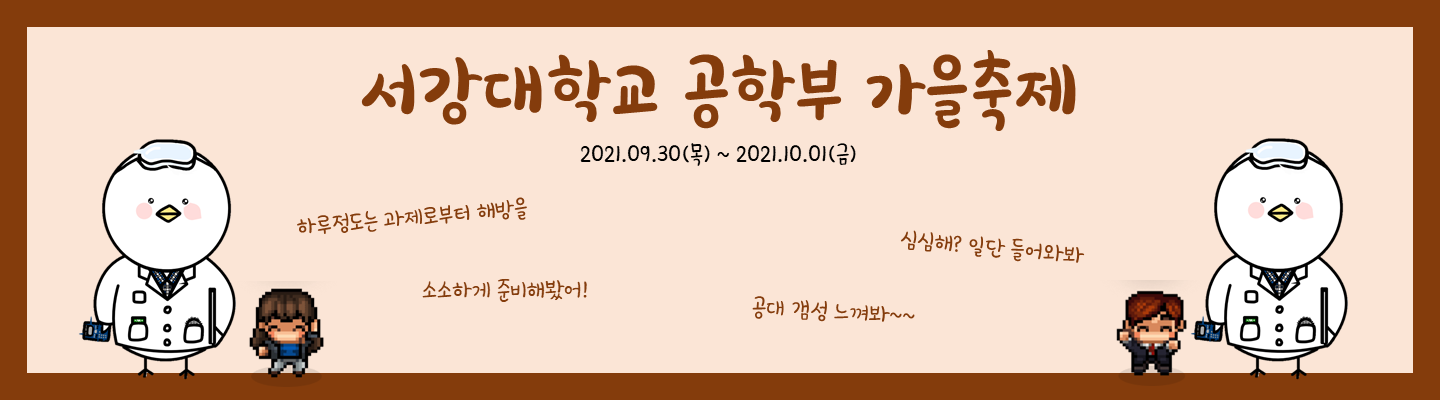 서강대학교 공학부 가을축제
2021.09.30(목) ~ 2021.10.01(금)
하루정도는 과제로부터 해방을
심심해? 일단 들어와봐
소소하게 준비해봤어!
공대 갬성 느껴봐~~